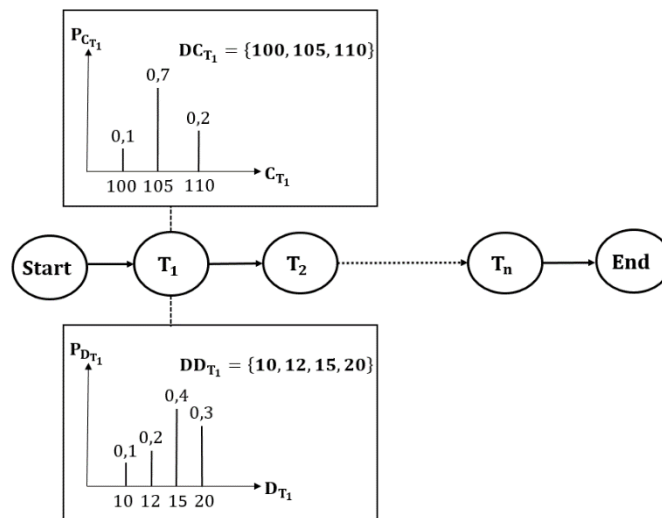 P_{C_{T_1}}
DC_{T_1} = {100, 105, 110}
0,7
0,2
0,1
100 105 110
C_{T_1}
Start
T_1
T_2
T_n
End
P_{D_{T_1}}
DD_{T_1} = {10, 12, 15, 20}
0,4
0,3
0,2
0,1
10 12 15 20
D_{T_1}